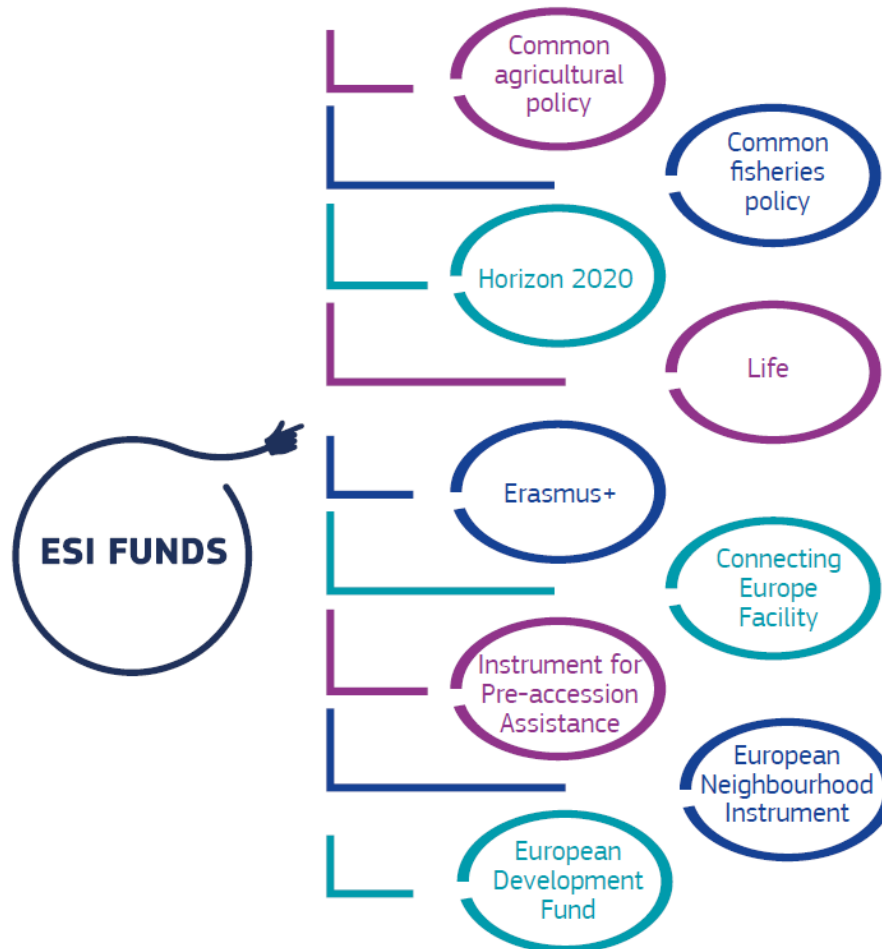 Common
agricultural
policy
Common
fisheries
policy
Horizon 2020
Life
Erasmus+
ESI FUNDS
Connecting
Europe
Facility
Instrument for
Pre-accession
Assistance
European
Neighbourhood
Instrument
European
Development
Fund